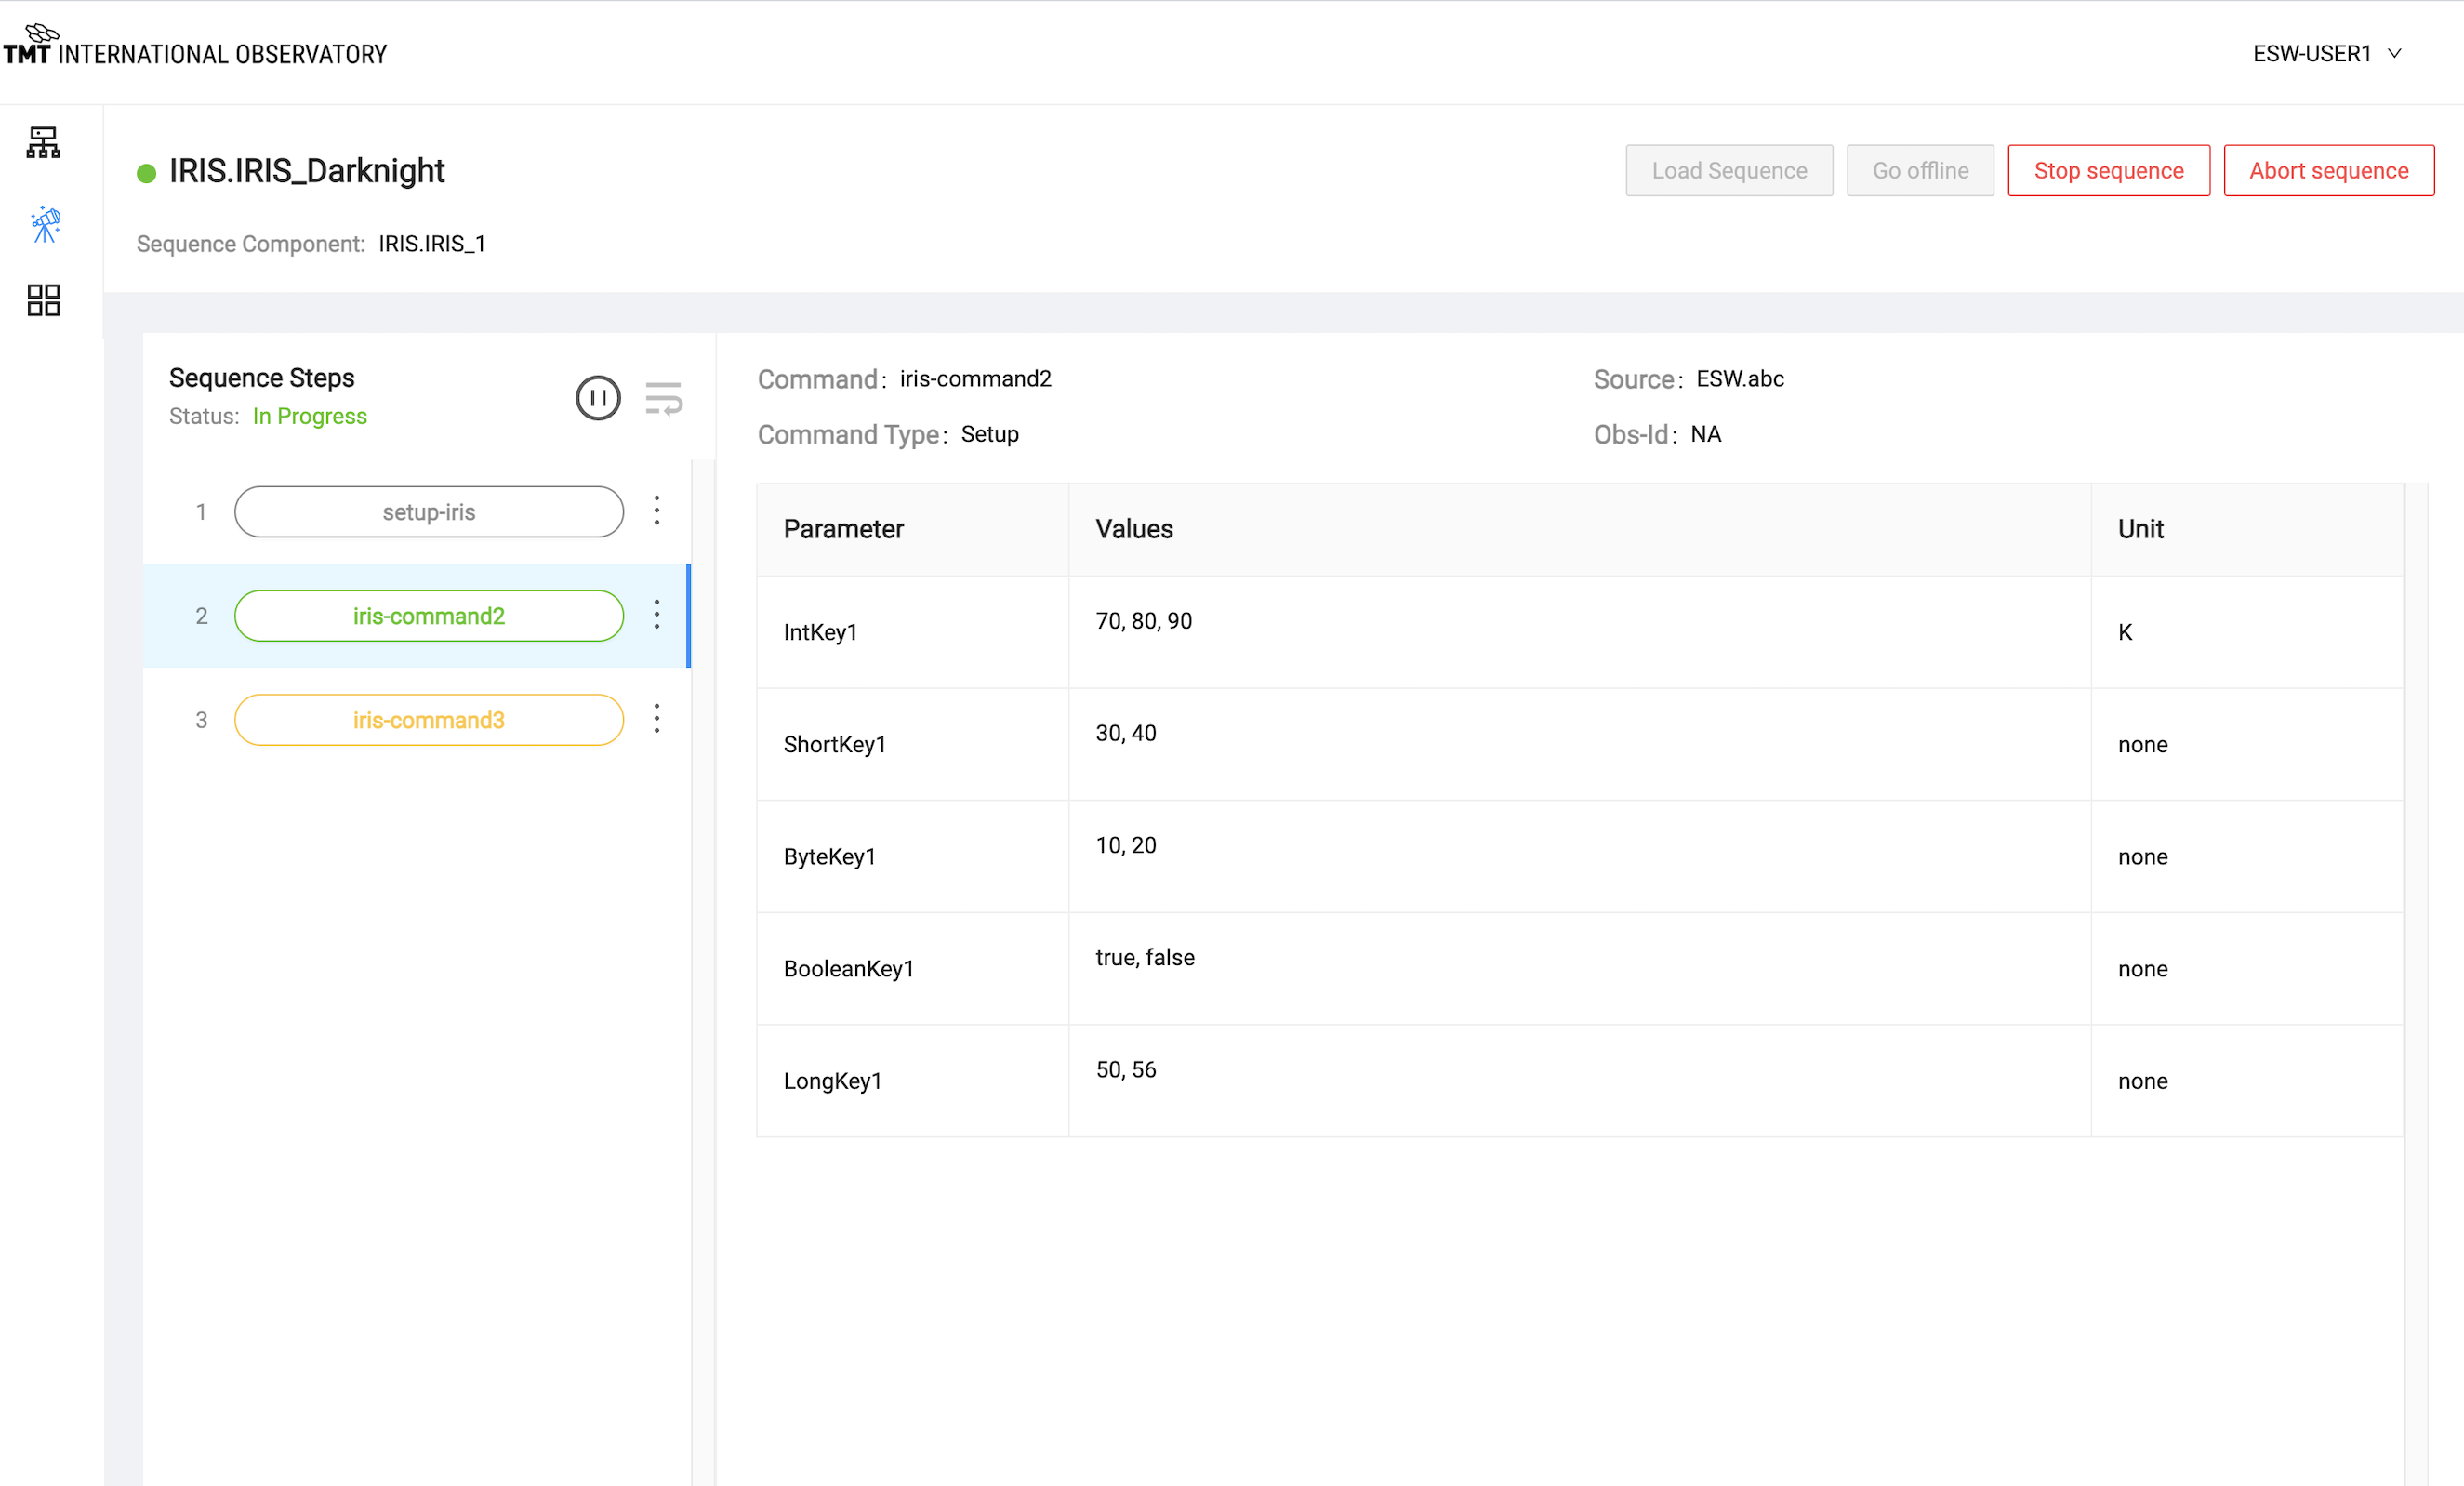 TMT INTERNATIONAL OBSERVATORY
ESW-USER1
IRIS.IRIS_Darknight
Load Sequence
Go offline
Stop sequence
Abort sequence
Sequence Component: IRIS.IRIS_1
Sequence Steps
Status: In Progress
1 setup-iris
2 iris-command2
3 iris-command3
Command: iris-command2
Source: ESW.abc
Command Type: Setup
Obs-Id: NA
Parameter Values Unit
IntKey1 70, 80, 90 K
ShortKey1 30, 40 none
ByteKey1 10, 20 none
BooleanKey1 true, false none
LongKey1 50, 56 none